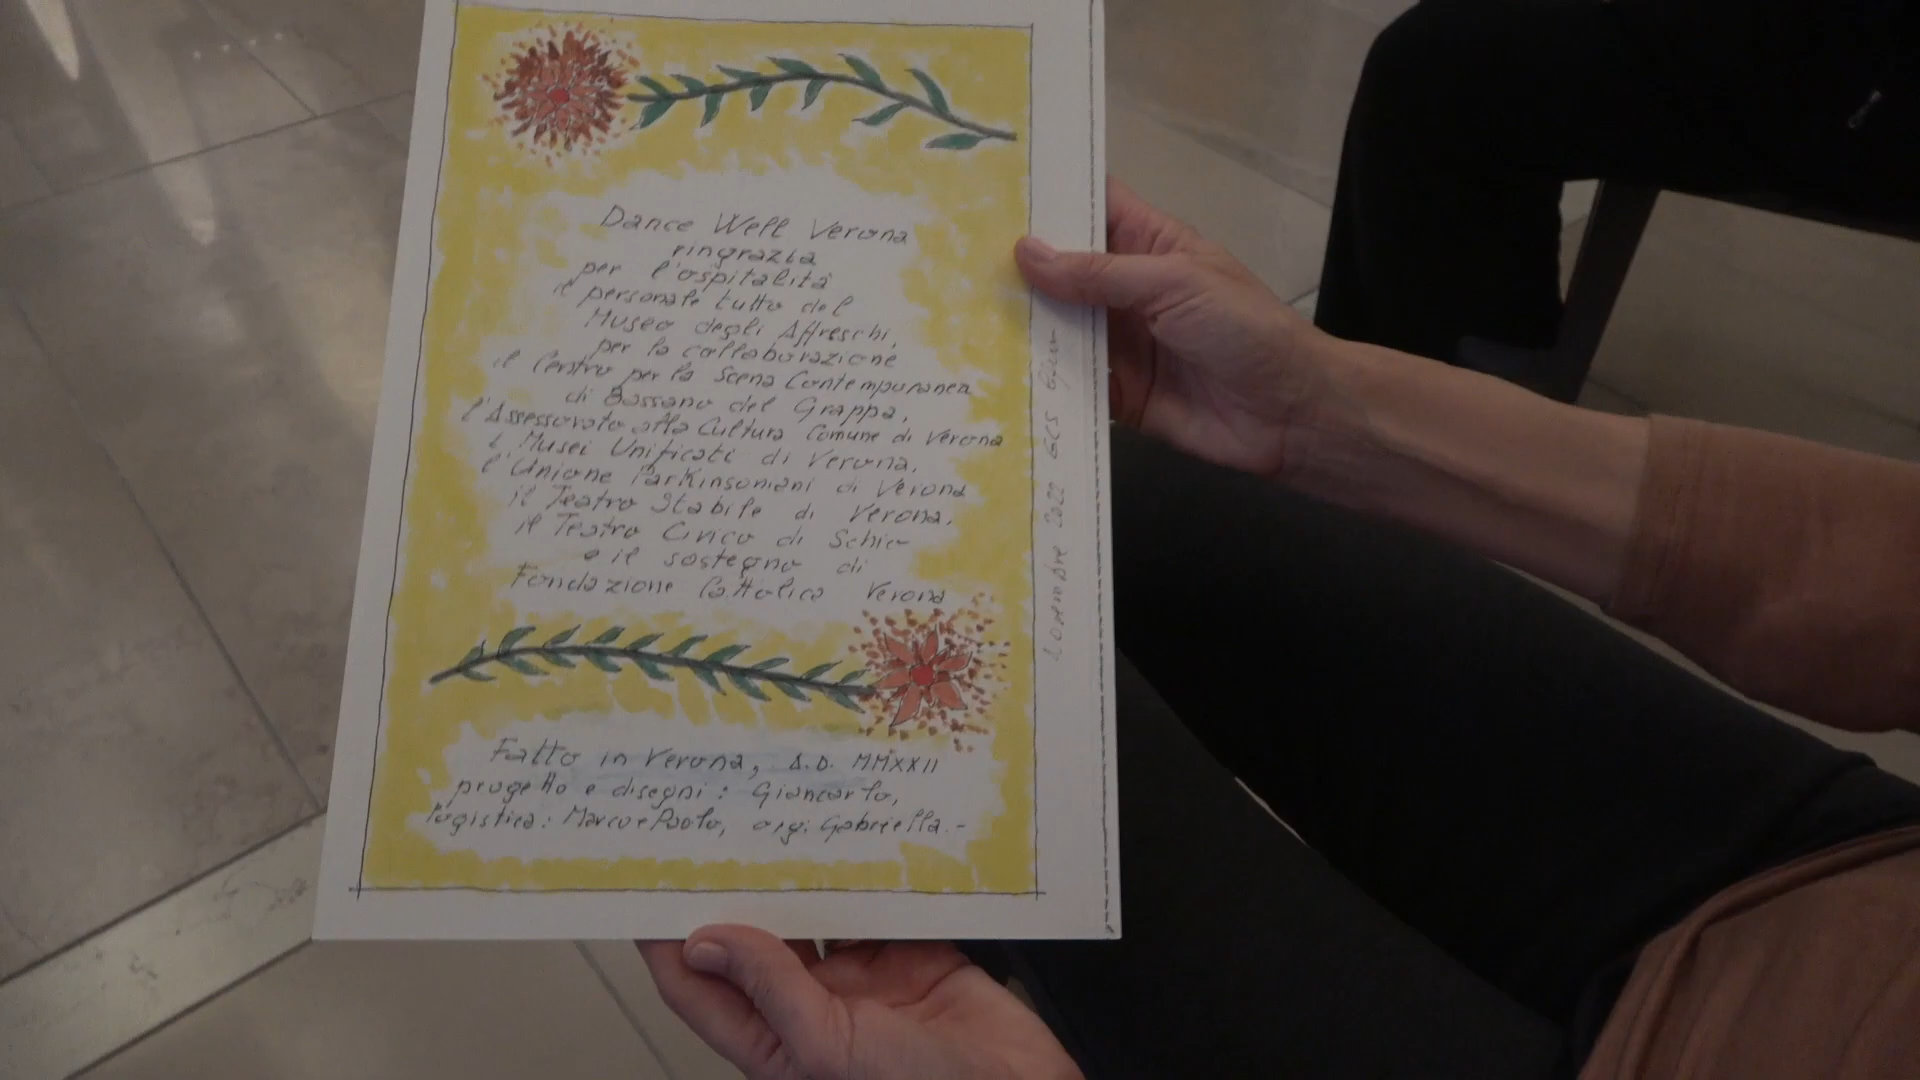 Dance Well Verona
ringrazia
per l'ospitalità
il personale tutto del
Museo degli Affreschi,
per la collaborazione
il Centro per la Scena Contemporanea
di Bassano del Grappa,
l'Assessorato alla Cultura Comune di Verona
i Musei Unificati di Verona,
l'Unione Parkinsoniani di Verona
il Teatro Stabile di Verona,
il Teatro Civico di Schio
e il sostegno di
Fondazione Cattolica Verona
Fatto in Verona, A.D. MMXXII
progetto e disegni: Giancarlo,
logistica: Marco e Paolo, org: Gabriella.-
Novembre 2022